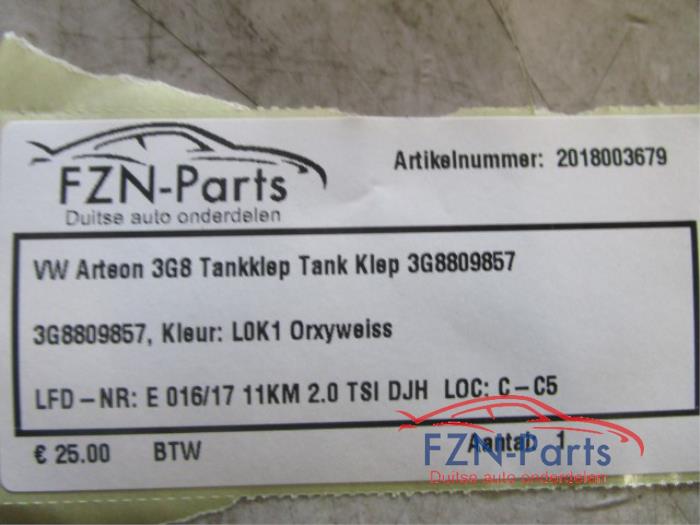 FZN-Parts
Duitse auto onderdelen
Artikelnummer: 2018003679
VW Arteon 3G8 Tankklep Tank Klep 3G8809857
3G8809857, Kleur: L0K1 Orxyweiss
LFD-NR: E 016/17 11KM 2.0 TSI DJH LOC: C-C5
€ 25.00 BTW Aantal: 1
FZN-Parts
Duitse auto onderdelen